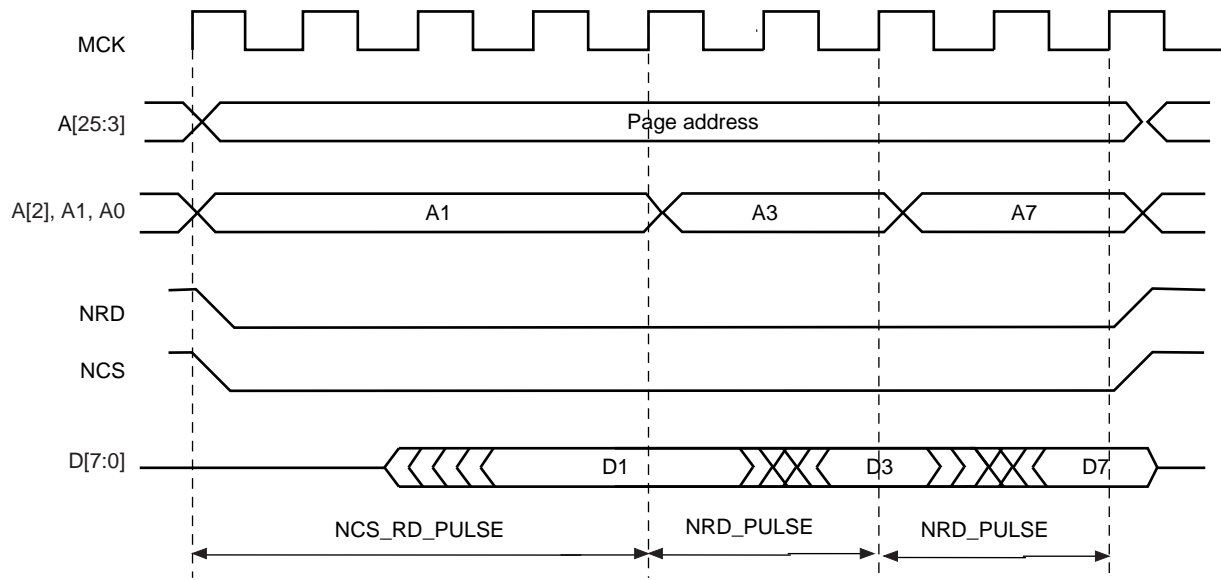 MCK
A[25:3]
Page address
A[2], A1, A0
A1
A3
A7
NRD
NCS
D[7:0]
D1
D3
D7
NCS_RD_PULSE
NRD_PULSE
NRD_PULSE